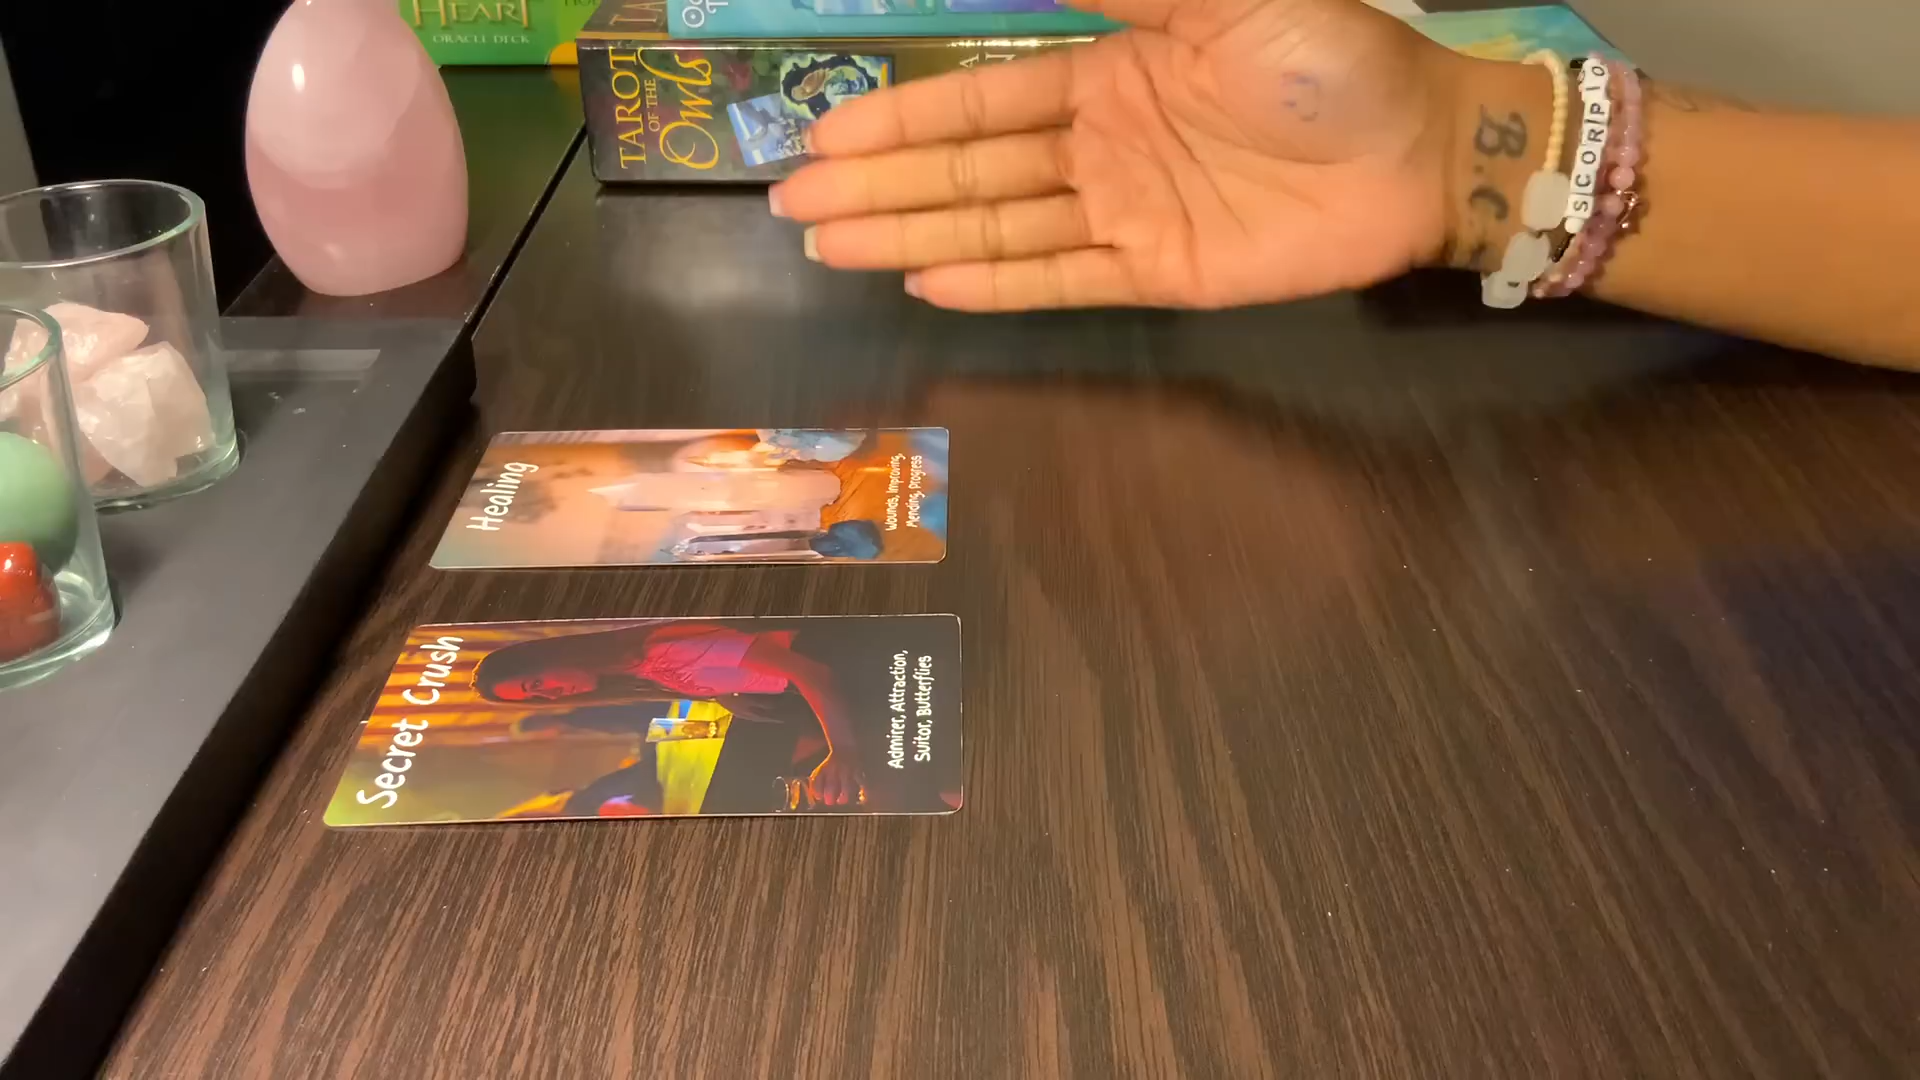 HEART
ORACLE DECK
TAROT
OF THE
Owls
B.C.
SCORPIO
Healing
Wounds, Improving,
Mending, Progress
Secret Crush
Admirer, Attraction,
Suitor, Butterflies